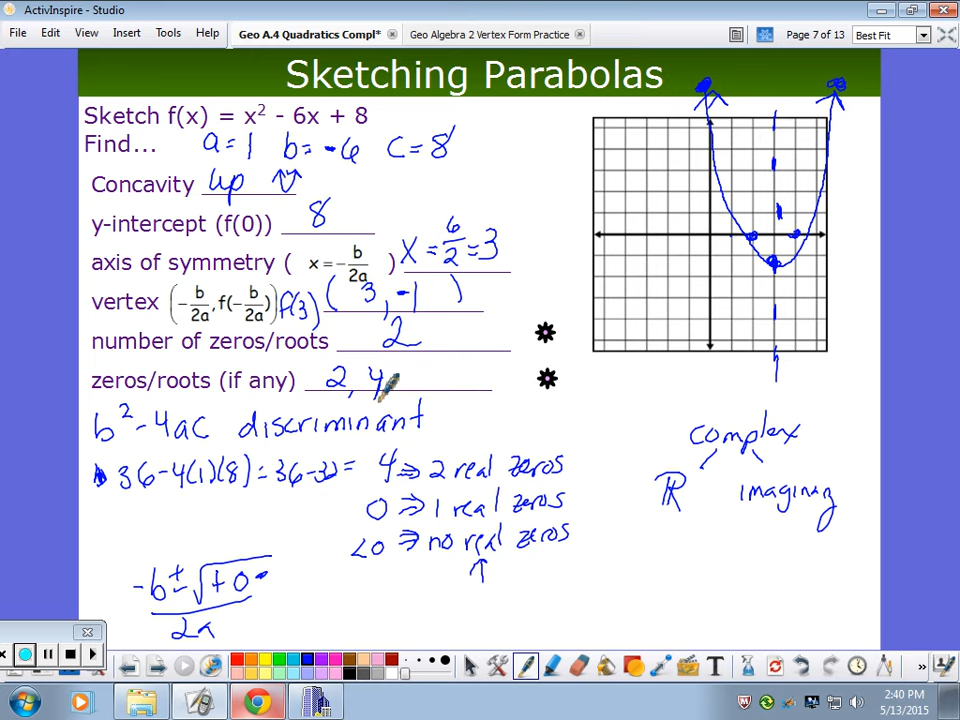 ActivInspire - Studio
File Edit View Insert Tools Help
Geo A.4 Quadratics Compl* Geo Algebra 2 Vertex Form Practice
Page 7 of 13 Best Fit
Sketching Parabolas
Sketch f(x) = x² - 6x + 8
Find... a = 1 b = -6 c = 8
Concavity up
y-intercept (f(0)) 8
axis of symmetry ( x = - b/2a ) x = 6/2 = 3
vertex (- b/2a, f(- b/2a)) f(3) (3, -1)
number of zeros/roots 2
zeros/roots (if any) 2, 4
b² - 4ac discriminant
36 - 4(1)(8) = 36 - 32 = 4 ⇒ 2 real zeros
0 ⇒ 1 real zeros
<0 ⇒ no real zeros
complex
ℝ imaginary
-b ± √+0
2a
T
2:40 PM
5/13/2015